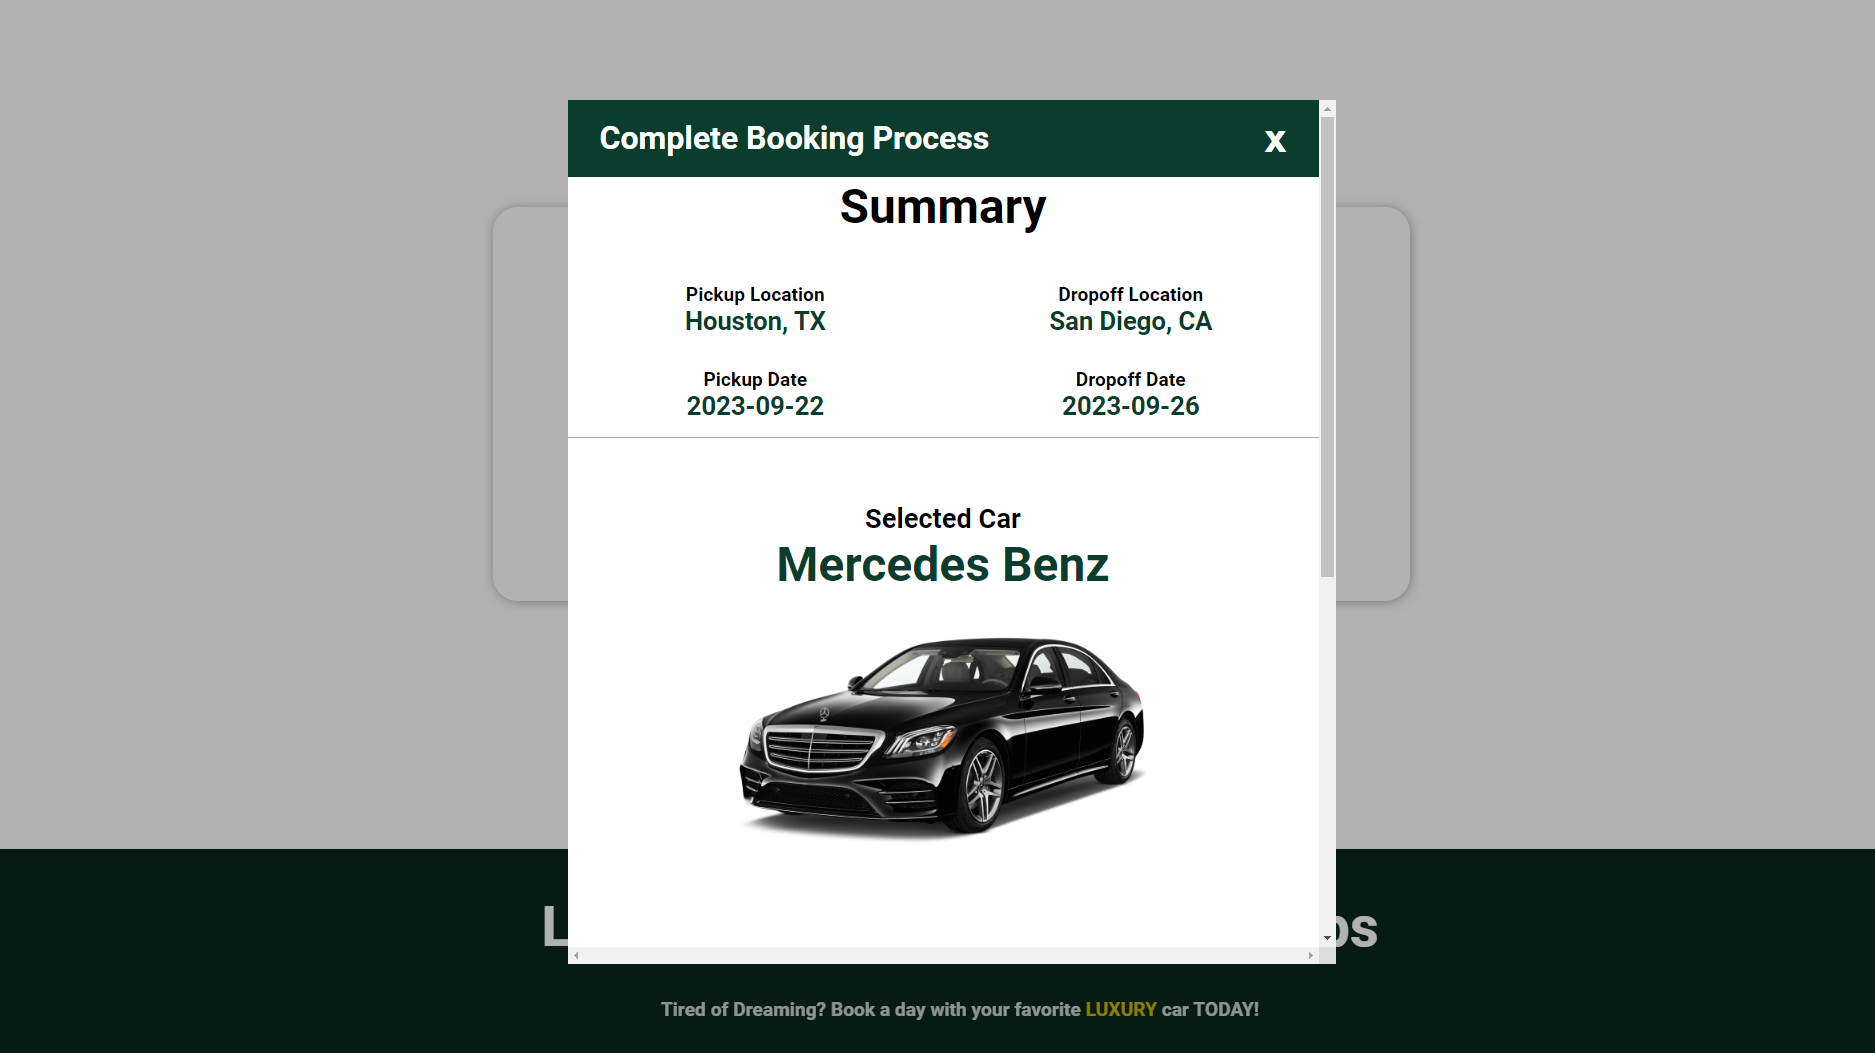 Complete Booking Process
X
Summary
Pickup Location
Houston, TX
Dropoff Location
San Diego, CA
Pickup Date
2023-09-22
Dropoff Date
2023-09-26
Selected Car
Mercedes Benz
Tired of Dreaming? Book a day with your favorite LUXURY car TODAY!